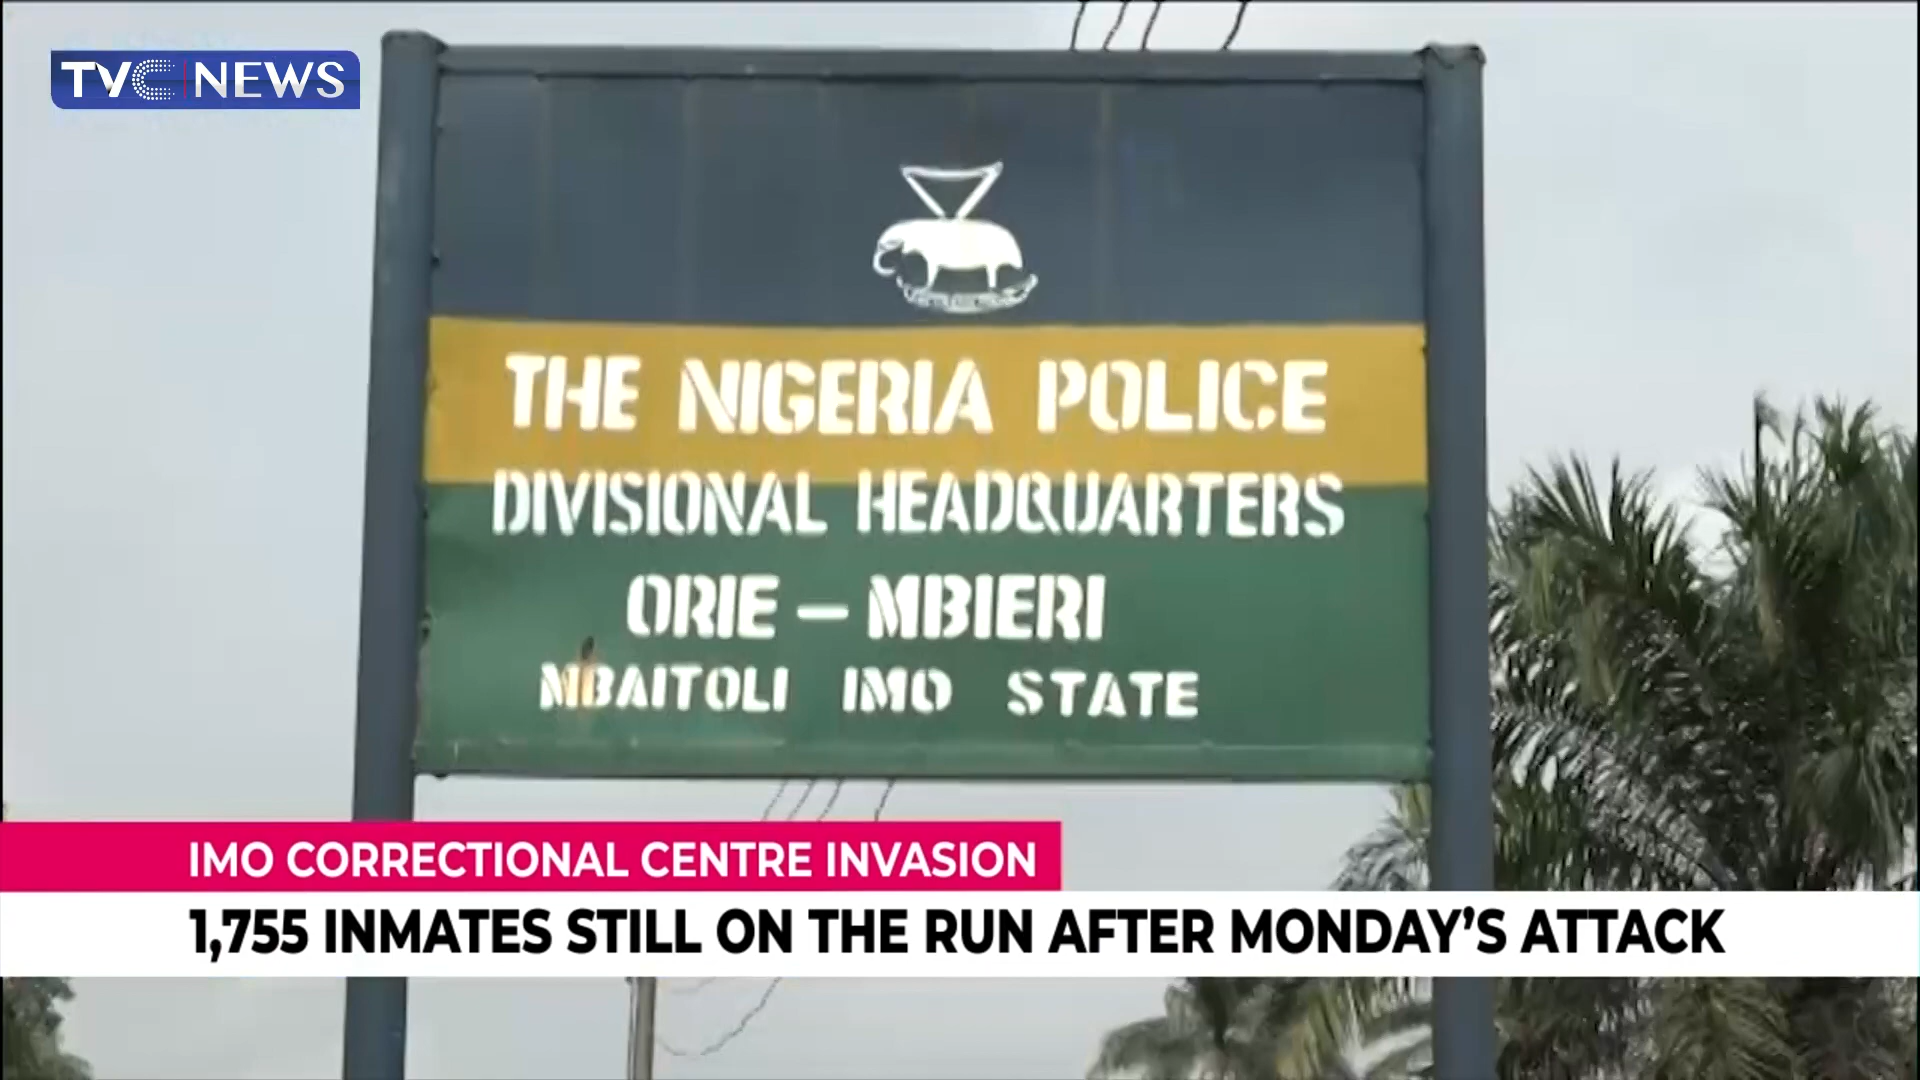 TVC NEWS
THE NIGERIA POLICE
DIVISIONAL HEADQUARTERS
ORIE – MBIERI
MBAITOLI IMO STATE
IMO CORRECTIONAL CENTRE INVASION
1,755 INMATES STILL ON THE RUN AFTER MONDAY'S ATTACK